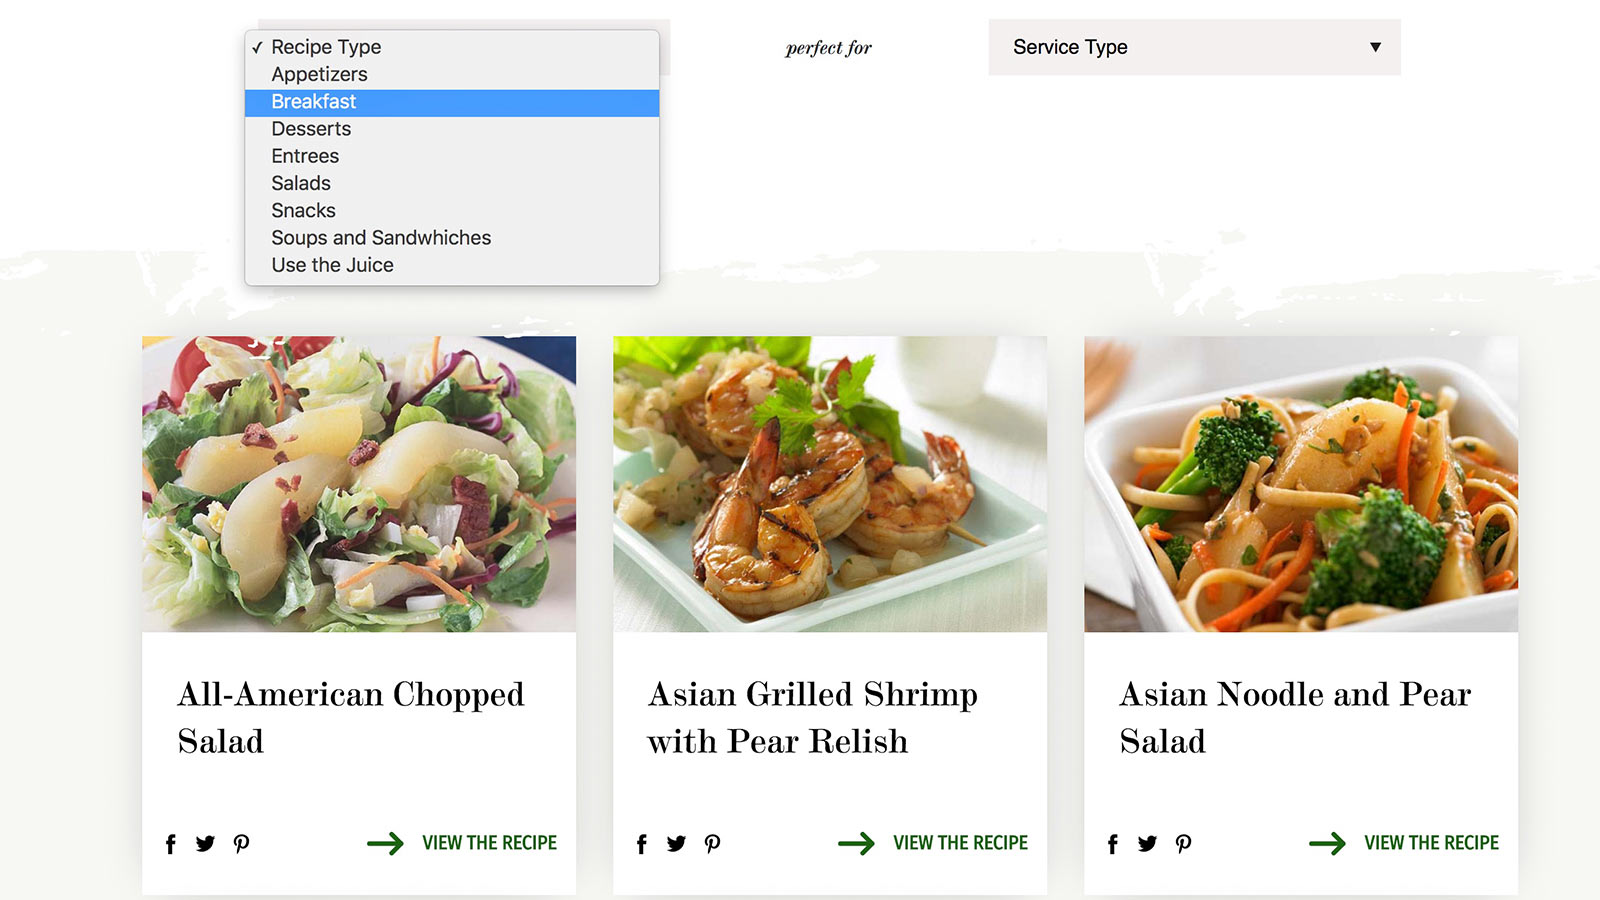 ✓ Recipe Type
Appetizers
Breakfast
Desserts
Entrees
Salads
Snacks
Soups and Sandwhiches
Use the Juice
perfect for
Service Type
All-American Chopped
Salad
VIEW THE RECIPE
Asian Grilled Shrimp
with Pear Relish
VIEW THE RECIPE
Asian Noodle and Pear
Salad
VIEW THE RECIPE